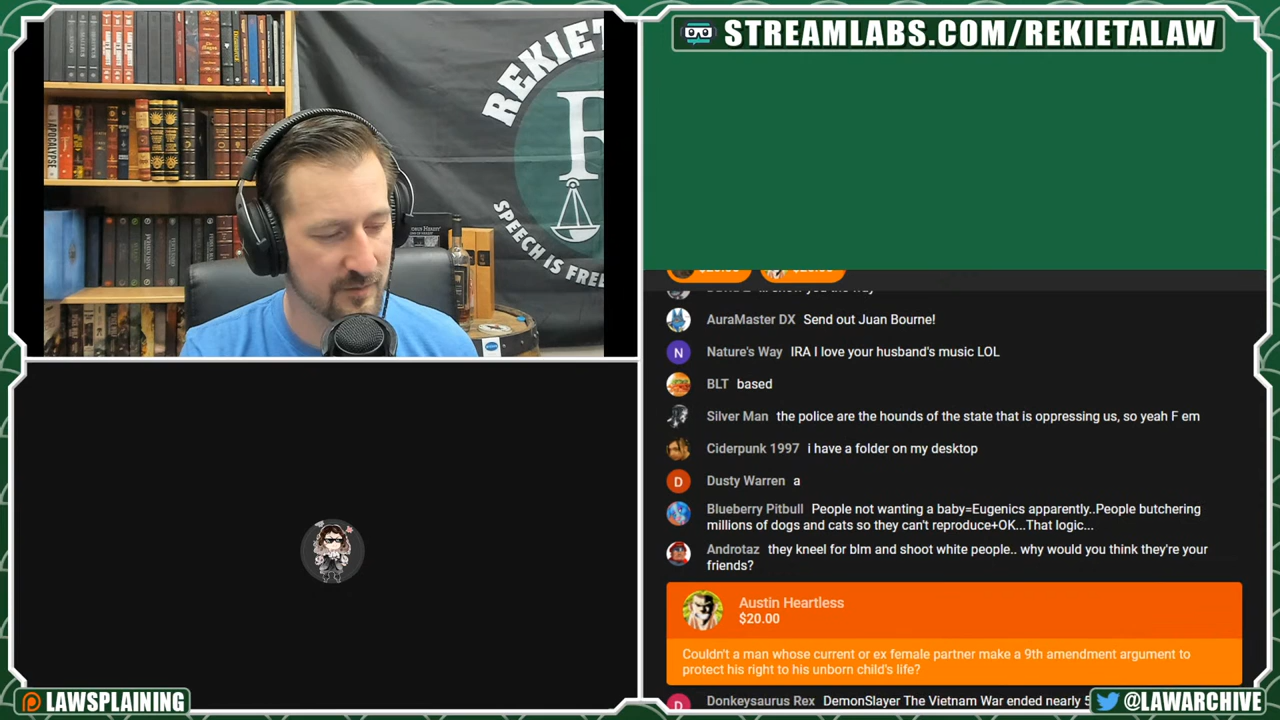 STREAMLABS.COM/REKIETALAW
REKIET
R
SPEECH IS FREE
APOCALYPSE
AuraMaster DX Send out Juan Bourne!
N Nature's Way IRA I love your husband's music LOL
BLT based
Silver Man the police are the hounds of the state that is oppressing us, so yeah F em
Ciderpunk 1997 i have a folder on my desktop
D Dusty Warren a
Blueberry Pitbull People not wanting a baby=Eugenics apparently..People butchering
millions of dogs and cats so they can't reproduce+OK...That logic...
Androtaz they kneel for blm and shoot white people.. why would you think they're your
friends?
Austin Heartless
$20.00
Couldn't a man whose current or ex female partner make a 9th amendment argument to
protect his right to his unborn child's life?
D Donkeysaurus Rex DemonSlayer The Vietnam War ended nearly 5
LAWSPLAINING
@LAWARCHIVE